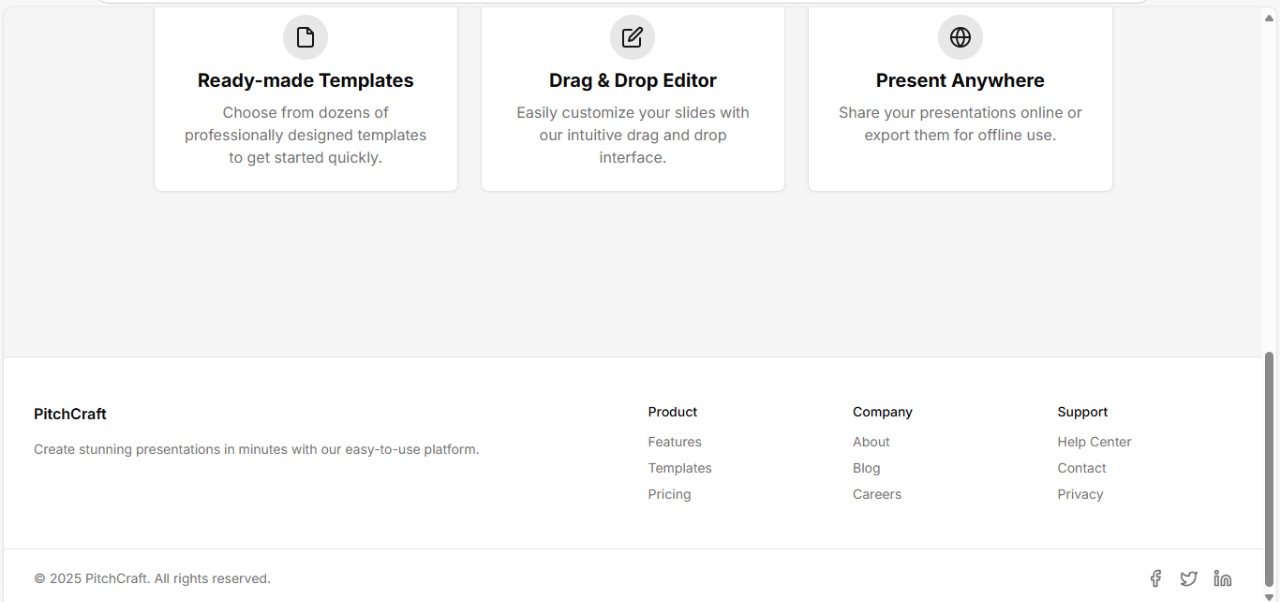 Ready-made Templates
Choose from dozens of
professionally designed templates
to get started quickly.
Drag & Drop Editor
Easily customize your slides with
our intuitive drag and drop
interface.
Present Anywhere
Share your presentations online or
export them for offline use.
PitchCraft
Create stunning presentations in minutes with our easy-to-use platform.
Product
Features
Templates
Pricing
Company
About
Blog
Careers
Support
Help Center
Contact
Privacy
© 2025 PitchCraft. All rights reserved.